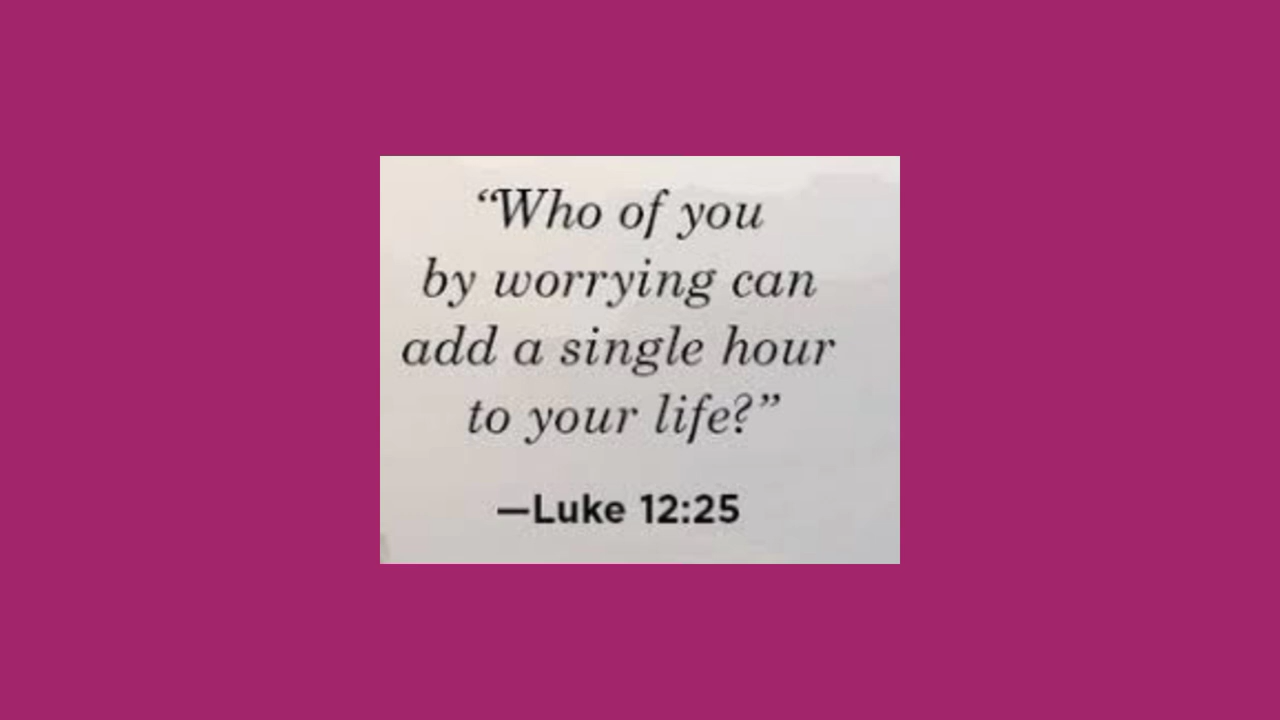 “Who of you
by worrying can
add a single hour
to your life?”
—Luke 12:25